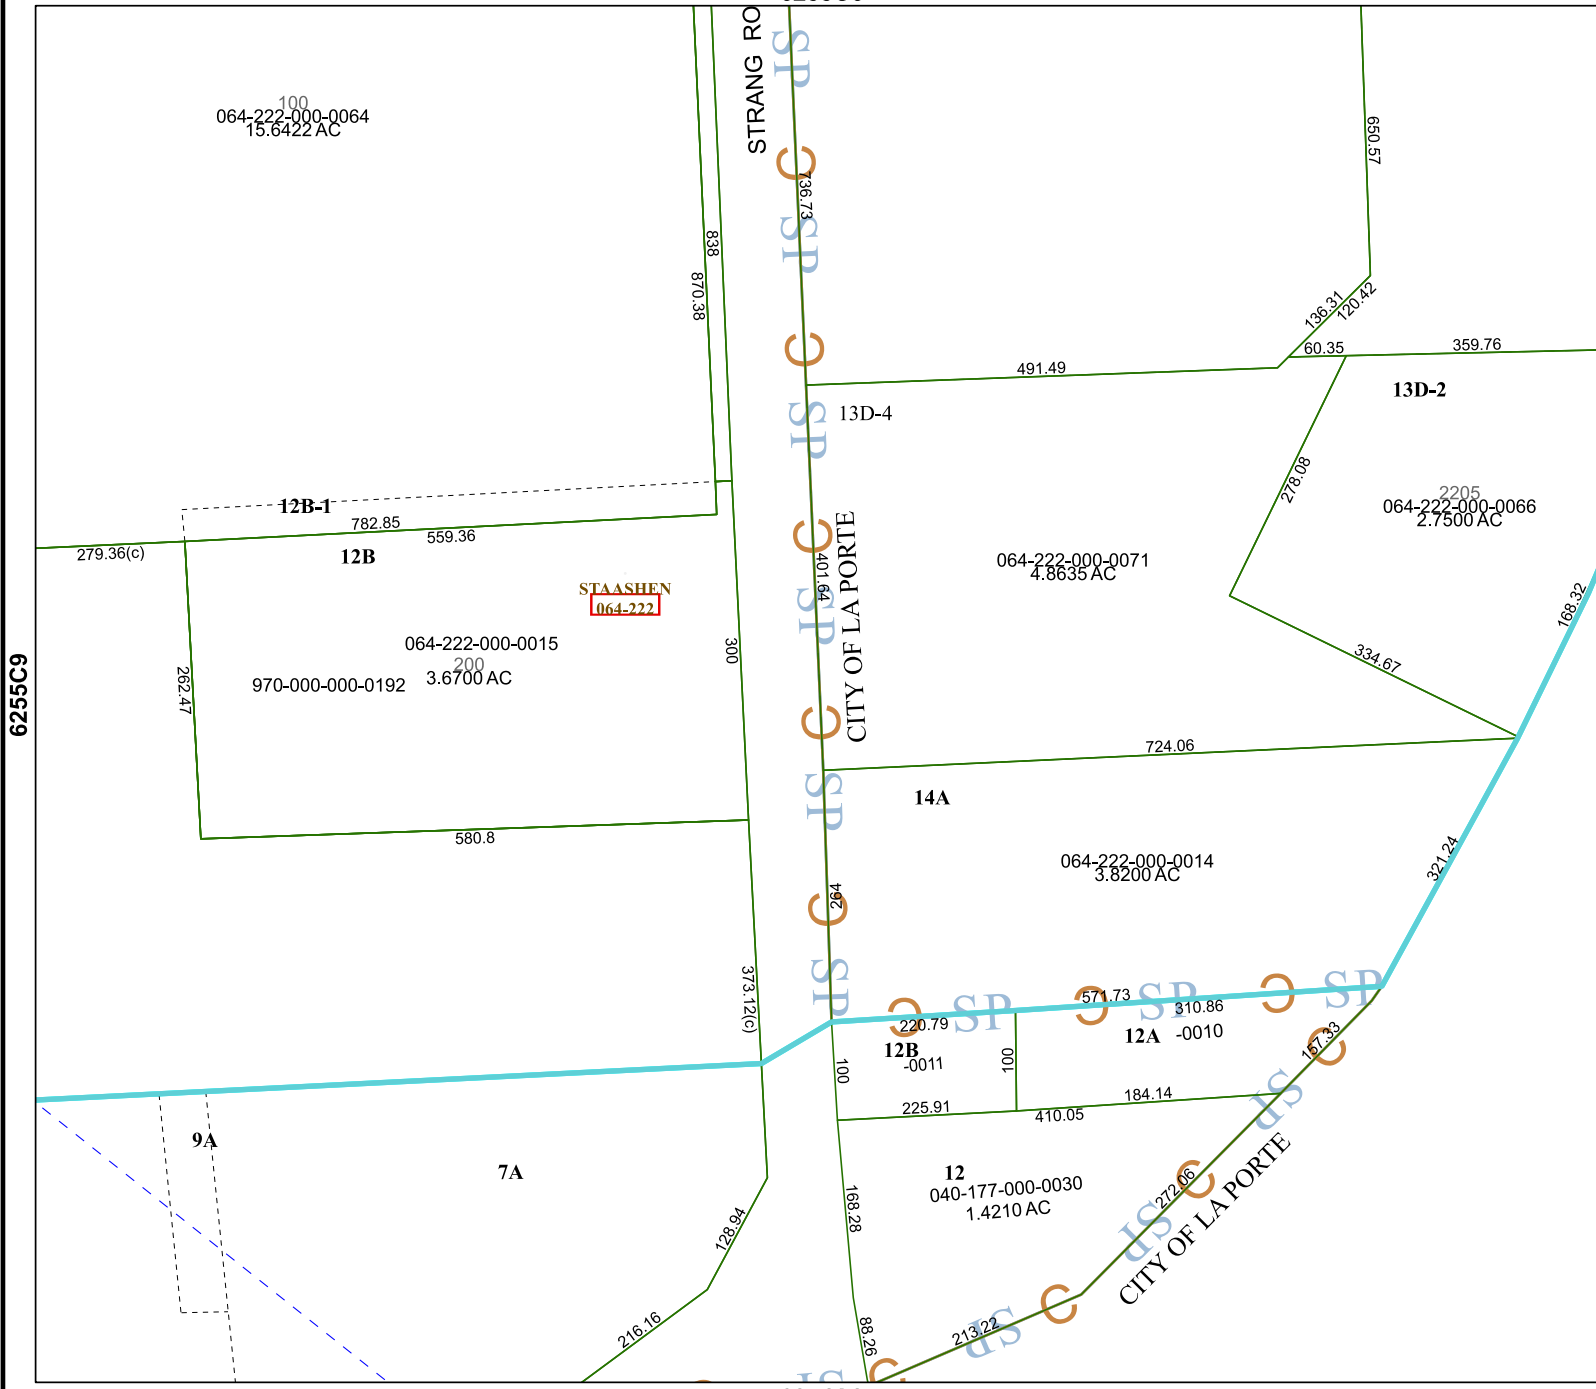 STRANG RO
SP
100
064-222-000-0064
15.6422 AC
650.57
C
736.73
SP
838
870.38
136.31
120.42
C
60.35
359.76
491.49
13D-2
13D-4
SP
278.08
2205
064-222-000-0066
2.7500 AC
12B-1
782.85
559.36
279.36(c)
12B
C
401.64
CITY OF LA PORTE
064-222-000-0071
4.8635 AC
STAASHEN
064-222
SP
168.32
064-222-000-0015
200
3.6700 AC
970-000-000-0192
262.47
300
334.67
6255C9
C
724.06
SP
14A
580.8
064-222-000-0014
3.8200 AC
321.24
264
C
373.12(c)
SP
C
SP
571.73
C
SP
310.86
C
SP
220.79
12B
-0011
100
100
12A
-0010
157.33
C
225.91
184.14
410.05
SP
9A
7A
12
040-177-000-0030
1.4210 AC
272.06
C
SP
CITY OF LA PORTE
168.28
128.94
216.16
88.26
213.22
C
SP
C
SP